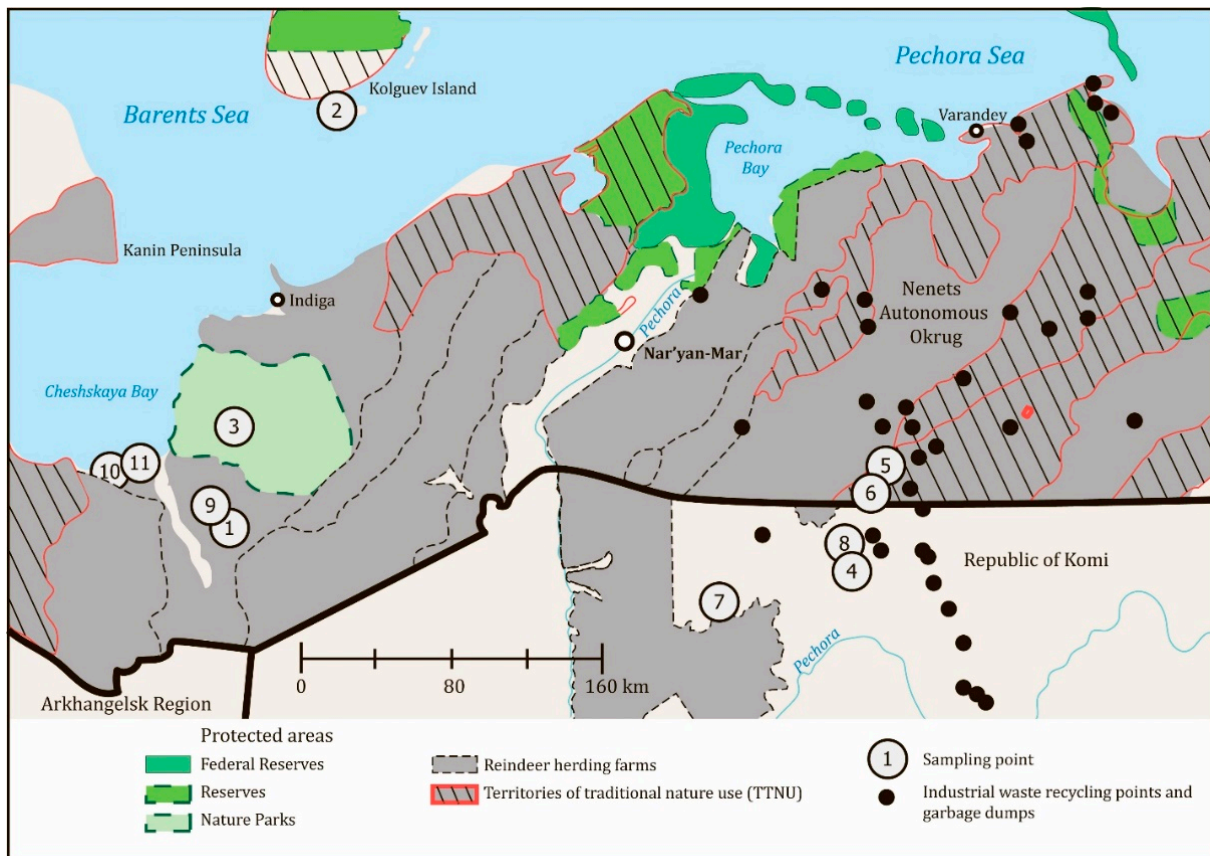 Pechora Sea
Kolguev Island
Barents Sea
2
Varandey
Pechora
Bay
Kanin Peninsula
Indiga
Nenets
Autonomous
Okrug
Pechora
Nar'yan-Mar
Cheshskaya Bay
3
10
11
5
6
9
1
8
4
Republic of Komi
7
Pechora
0
80
160 km
Arkhangelsk Region
Protected areas
Federal Reserves
Reserves
Nature Parks
Reindeer herding farms
Territories of traditional nature use (TTNU)
1
Sampling point
Industrial waste recycling points and
garbage dumps